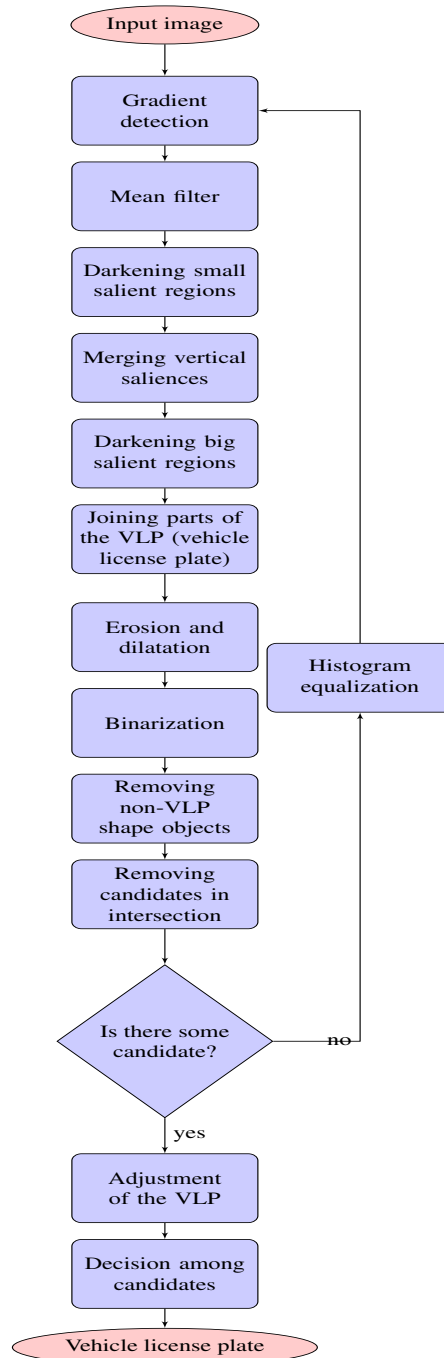 Input image
Gradient
detection
Mean filter
Darkening small
salient regions
Merging vertical
saliences
Darkening big
salient regions
Joining parts of
the VLP (vehicle
license plate)
Erosion and
dilatation
Histogram
equalization
Binarization
Removing
non-VLP
shape objects
Removing
candidates in
intersection
Is there some
candidate?
no
yes
Adjustment
of the VLP
Decision among
candidates
Vehicle license plate